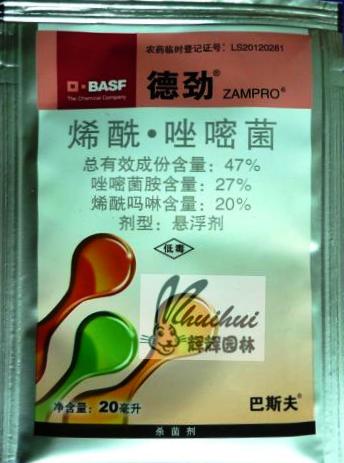 农药临时登记证号：LS20120281
BASF
The Chemical Company
德劲®
ZAMPRO®
烯酰·唑嘧菌
总有效成份含量：47%
唑嘧菌胺含量：27%
烯酰吗啉含量：20%
剂型：悬浮剂
低毒
huihui
辉辉园林
净含量：20毫升
巴斯夫®
杀菌剂